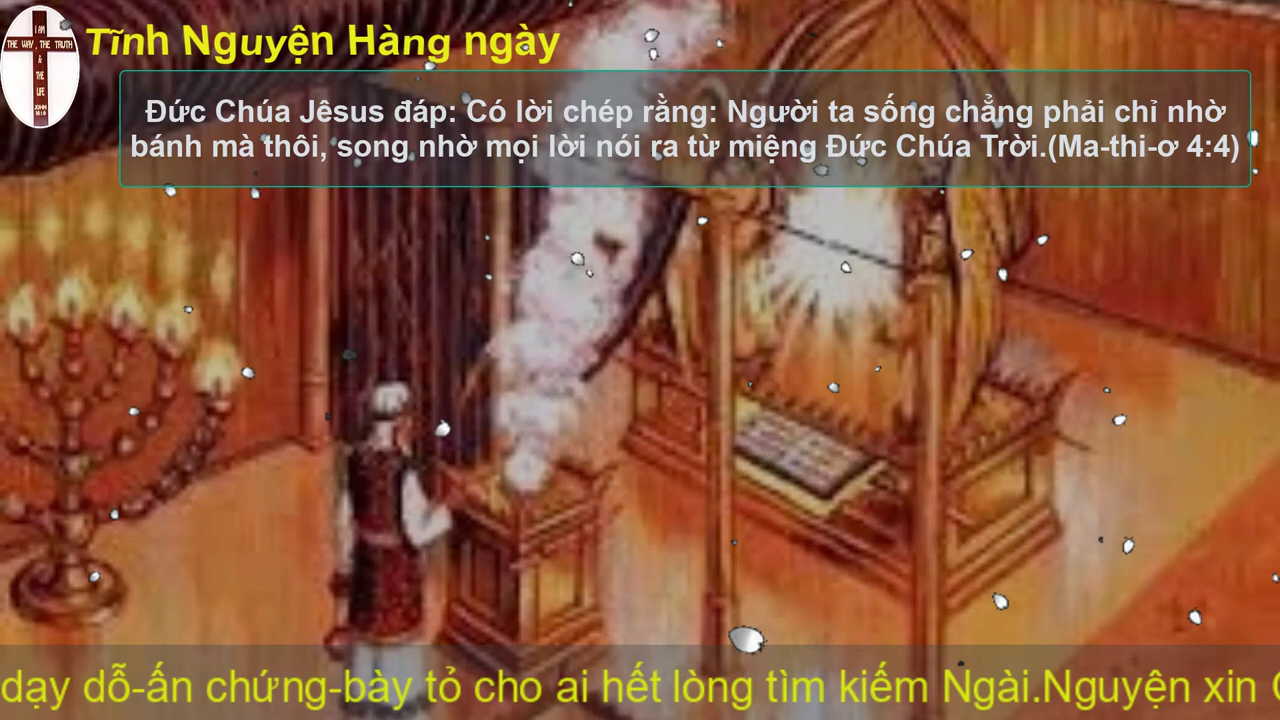 I AM
THE WAY, THE TRUTH
&
THE
LIFE
JOHN
14:6
Tĩnh Nguyện Hàng ngày
Đức Chúa Jêsus đáp: Có lời chép rằng: Người ta sống chẳng phải chỉ nhờ
bánh mà thôi, song nhờ mọi lời nói ra từ miệng Đức Chúa Trời.(Ma-thi-ơ 4:4)
dạy dỗ-ấn chứng-bày tỏ cho ai hết lòng tìm kiếm Ngài.Nguyện xin